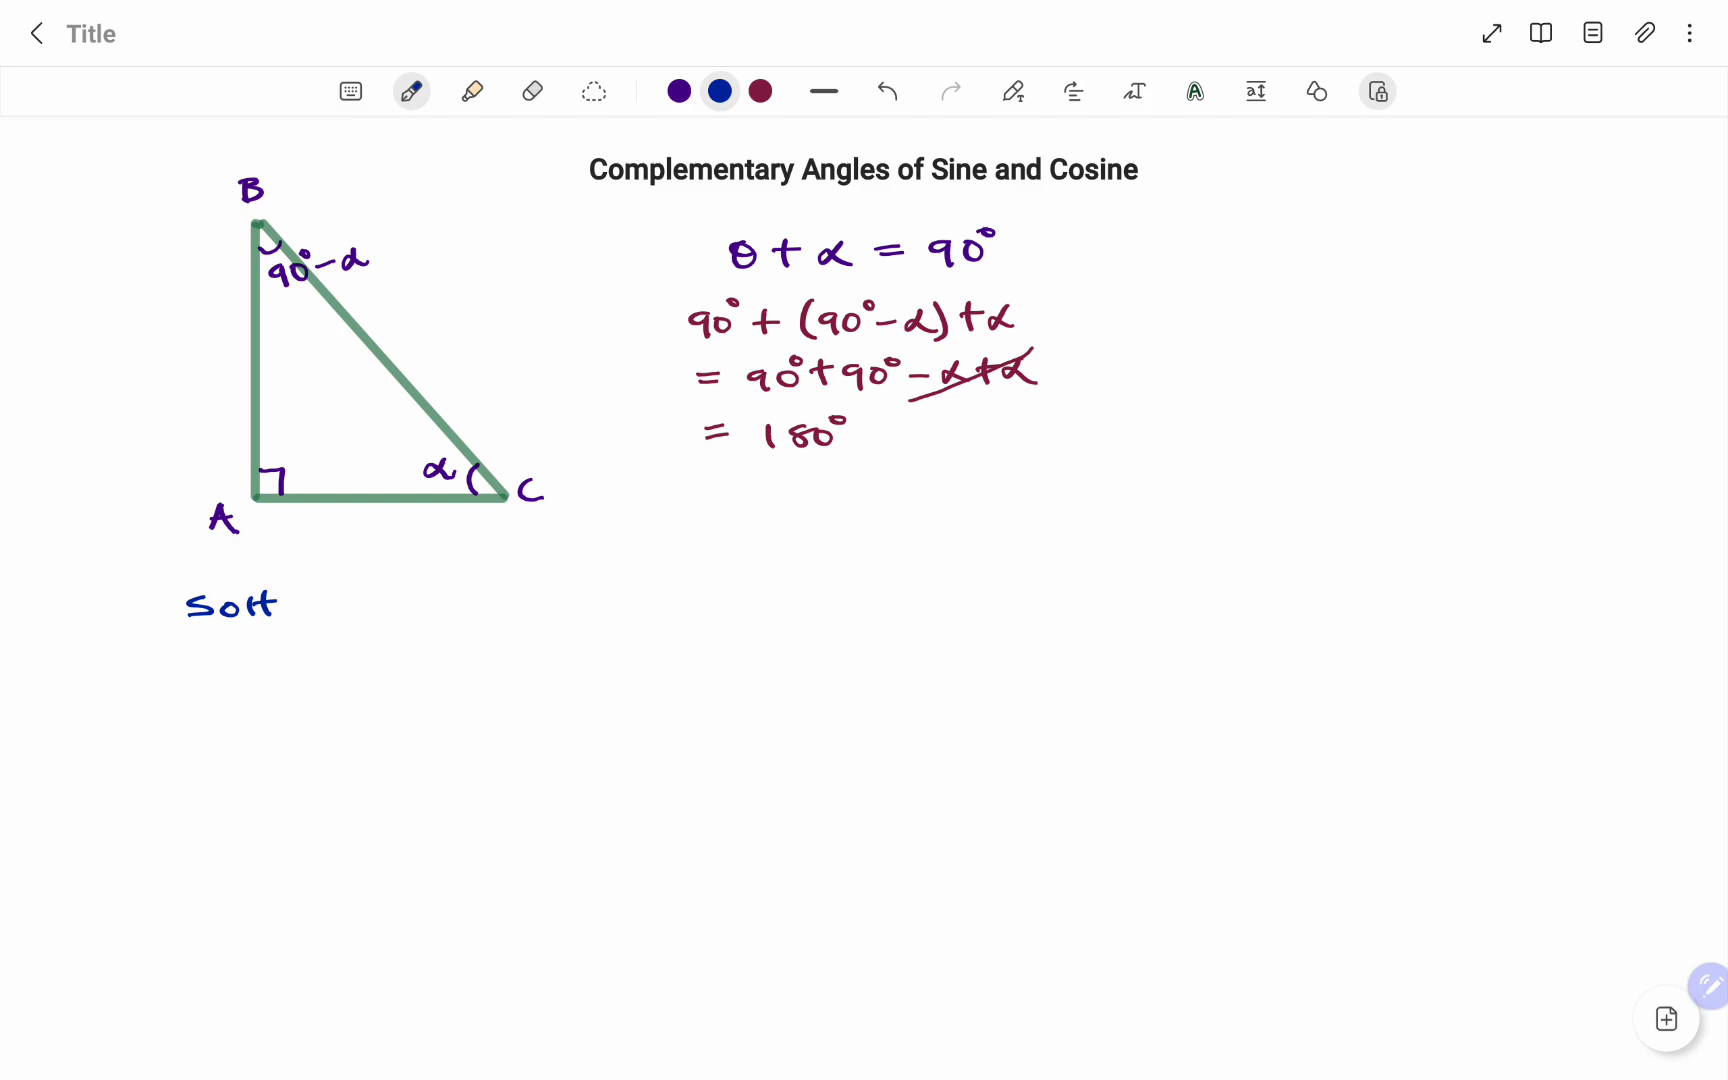 Title
Complementary Angles of Sine and Cosine
B
θ + α = 90°
90° - α
90° + (90° - α) + α
= 90° + 90° - α + α
= 180°
α
C
A
SOH